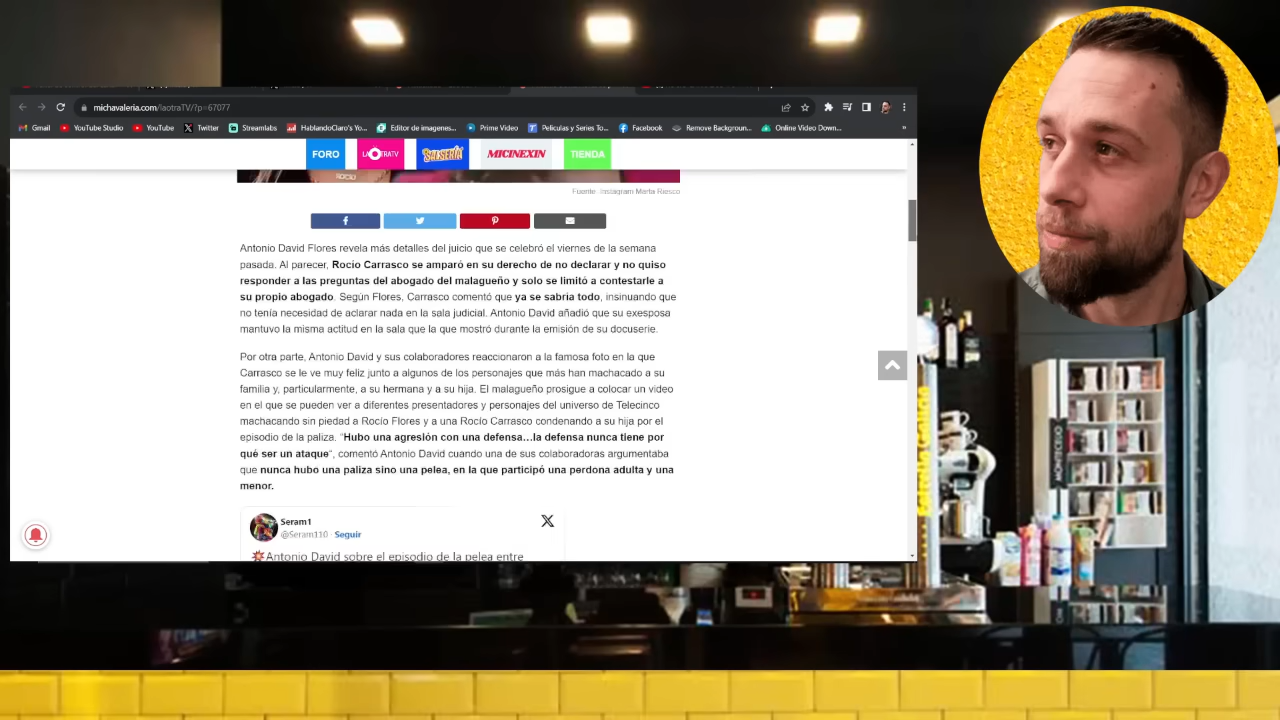 michavaleria.com/laotraTV/?p=67077
Gmail YouTube Studio YouTube Twitter Streamlabs HablandoClaro's Yo... Editor de imagenes... Prime Video Peliculas y Series To... Facebook Remove Backgroun... Online Video Down... »
FORO LAOTRATV SALSERÍA MICINEXIN TIENDA
Fuente -Instagram Marta Riesco
Antonio David Flores revela más detalles del juicio que se celebró el viernes de la semana
pasada. Al parecer, Rocío Carrasco se amparó en su derecho de no declarar y no quiso
responder a las preguntas del abogado del malagueño y solo se limitó a contestarle a
su propio abogado. Según Flores, Carrasco comentó que ya se sabría todo, insinuando que
no tenía necesidad de aclarar nada en la sala judicial. Antonio David añadió que su exesposa
mantuvo la misma actitud en la sala que la que mostró durante la emisión de su docuserie.
Por otra parte, Antonio David y sus colaboradores reaccionaron a la famosa foto en la que
Carrasco se le ve muy feliz junto a algunos de los personajes que más han machacado a su
familia y, particularmente, a su hermana y a su hija. El malagueño prosigue a colocar un video
en el que se pueden ver a diferentes presentadores y personajes del universo de Telecinco
machacando sin piedad a Rocío Flores y a una Rocío Carrasco condenando a su hija por el
episodio de la paliza. “Hubo una agresión con una defensa…la defensa nunca tiene por
qué ser un ataque“, comentó Antonio David cuando una de sus colaboradoras argumentaba
que nunca hubo una paliza sino una pelea, en la que participó una perdona adulta y una
menor.
Seram1
@Seram110 · Seguir
Antonio David sobre el episodio de la pelea entre
MONTECELIO